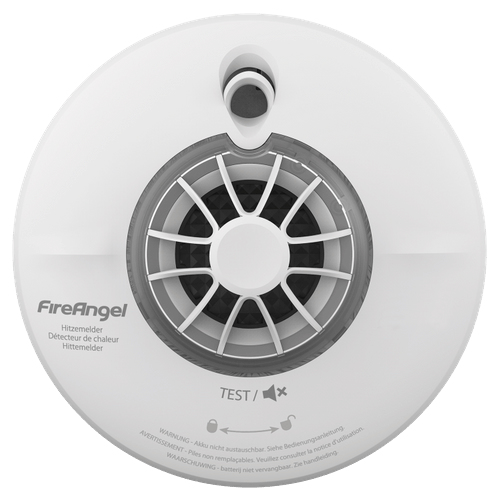 FireAngel
Hitzemelder
Détecteur de chaleur
Hittemelder
TEST /
WARNUNG - Akku nicht austauschbar. Siehe Bedienungsanleitung.
AVERTISSEMENT - Piles non remplaçables. Veuillez consulter la notice d'utilisation.
WAARSCHUWING - batterij niet vervangbar. Zie handleiding.